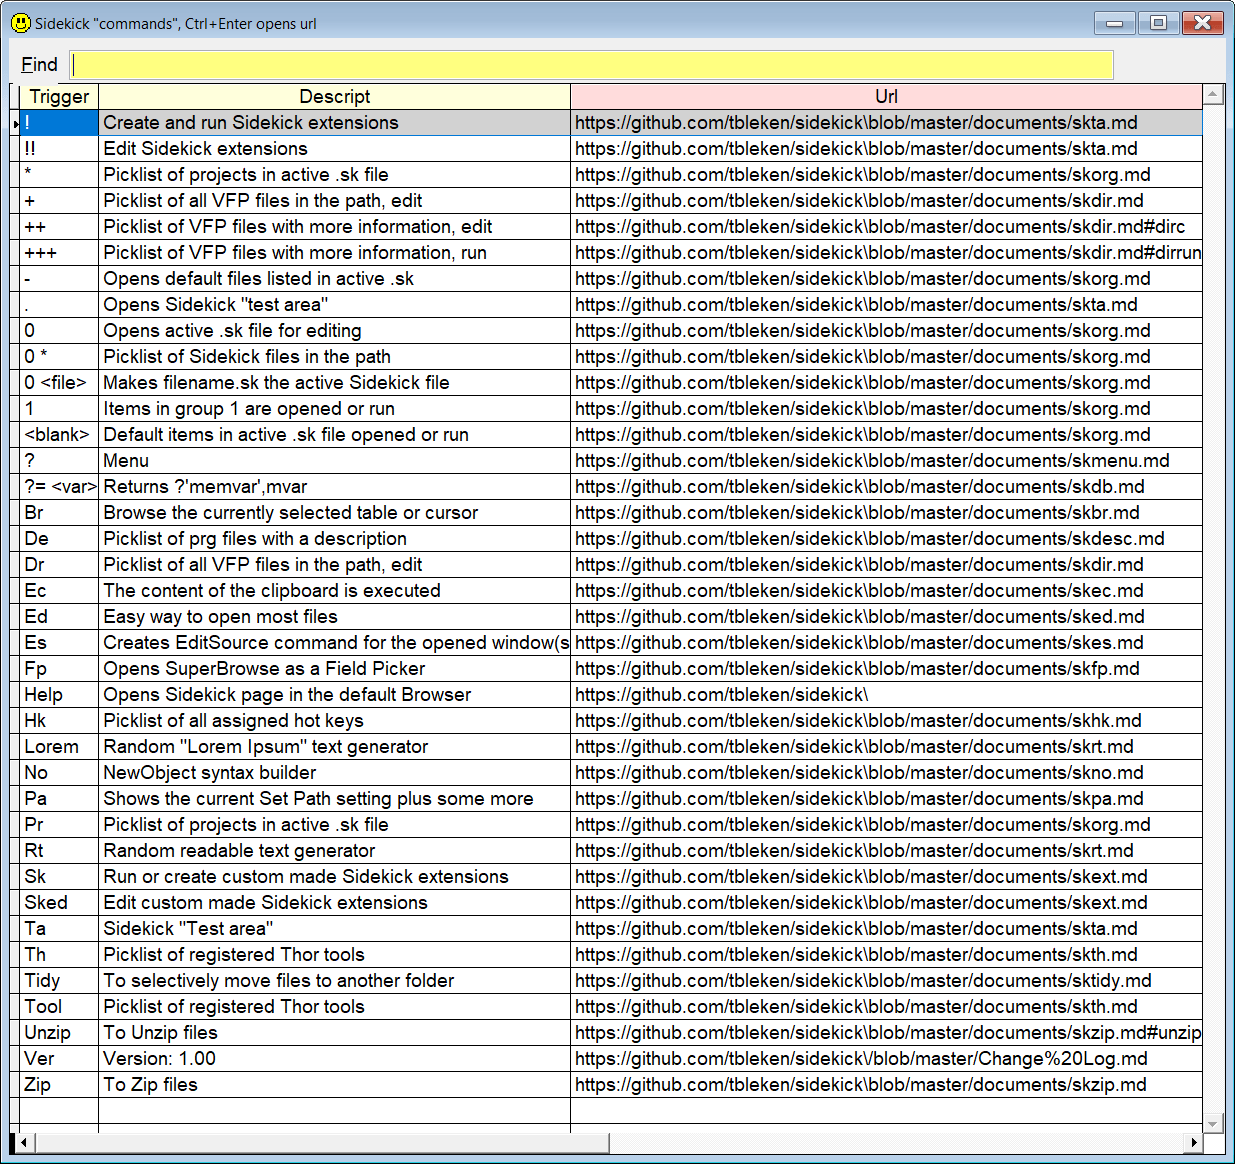 Sidekick "commands", Ctrl+Enter opens url
Find
Trigger Descript Url
! Create and run Sidekick extensions https://github.com/tbleken/sidekick\blob/master/documents/skta.md
!! Edit Sidekick extensions https://github.com/tbleken/sidekick\blob/master/documents/skta.md
* Picklist of projects in active .sk file https://github.com/tbleken/sidekick\blob/master/documents/skorg.md
+ Picklist of all VFP files in the path, edit https://github.com/tbleken/sidekick\blob/master/documents/skdir.md
++ Picklist of VFP files with more information, edit https://github.com/tbleken/sidekick\blob/master/documents/skdir.md#dirc
+++ Picklist of VFP files with more information, run https://github.com/tbleken/sidekick\blob/master/documents/skdir.md#dirrun
- Opens default files listed in active .sk https://github.com/tbleken/sidekick\blob/master/documents/skorg.md
. Opens Sidekick "test area" https://github.com/tbleken/sidekick\blob/master/documents/skta.md
0 Opens active .sk file for editing https://github.com/tbleken/sidekick\blob/master/documents/skorg.md
0 * Picklist of Sidekick files in the path https://github.com/tbleken/sidekick\blob/master/documents/skorg.md
0 <file> Makes filename.sk the active Sidekick file https://github.com/tbleken/sidekick\blob/master/documents/skorg.md
1 Items in group 1 are opened or run https://github.com/tbleken/sidekick\blob/master/documents/skorg.md
<blank> Default items in active .sk file opened or run https://github.com/tbleken/sidekick\blob/master/documents/skorg.md
? Menu https://github.com/tbleken/sidekick\blob/master/documents/skmenu.md
?= <var> Returns ?'memvar',mvar https://github.com/tbleken/sidekick\blob/master/documents/skdb.md
Br Browse the currently selected table or cursor https://github.com/tbleken/sidekick\blob/master/documents/skbr.md
De Picklist of prg files with a description https://github.com/tbleken/sidekick\blob/master/documents/skdesc.md
Dr Picklist of all VFP files in the path, edit https://github.com/tbleken/sidekick\blob/master/documents/skdir.md
Ec The content of the clipboard is executed https://github.com/tbleken/sidekick\blob/master/documents/skec.md
Ed Easy way to open most files https://github.com/tbleken/sidekick\blob/master/documents/sked.md
Es Creates EditSource command for the opened window(s https://github.com/tbleken/sidekick\blob/master/documents/skes.md
Fp Opens SuperBrowse as a Field Picker https://github.com/tbleken/sidekick\blob/master/documents/skfp.md
Help Opens Sidekick page in the default Browser https://github.com/tbleken/sidekick\
Hk Picklist of all assigned hot keys https://github.com/tbleken/sidekick\blob/master/documents/skhk.md
Lorem Random "Lorem Ipsum" text generator https://github.com/tbleken/sidekick\blob/master/documents/skrt.md
No NewObject syntax builder https://github.com/tbleken/sidekick\blob/master/documents/skno.md
Pa Shows the current Set Path setting plus some more https://github.com/tbleken/sidekick\blob/master/documents/skpa.md
Pr Picklist of projects in active .sk file https://github.com/tbleken/sidekick\blob/master/documents/skorg.md
Rt Random readable text generator https://github.com/tbleken/sidekick\blob/master/documents/skrt.md
Sk Run or create custom made Sidekick extensions https://github.com/tbleken/sidekick\blob/master/documents/skext.md
Sked Edit custom made Sidekick extensions https://github.com/tbleken/sidekick\blob/master/documents/skext.md
Ta Sidekick "Test area" https://github.com/tbleken/sidekick\blob/master/documents/skta.md
Th Picklist of registered Thor tools https://github.com/tbleken/sidekick\blob/master/documents/skth.md
Tidy To selectively move files to another folder https://github.com/tbleken/sidekick\blob/master/documents/sktidy.md
Tool Picklist of registered Thor tools https://github.com/tbleken/sidekick\blob/master/documents/skth.md
Unzip To Unzip files https://github.com/tbleken/sidekick\blob/master/documents/skzip.md#unzip
Ver Version: 1.00 https://github.com/tbleken/sidekick\/blob/master/Change%20Log.md
Zip To Zip files https://github.com/tbleken/sidekick\blob/master/documents/skzip.md